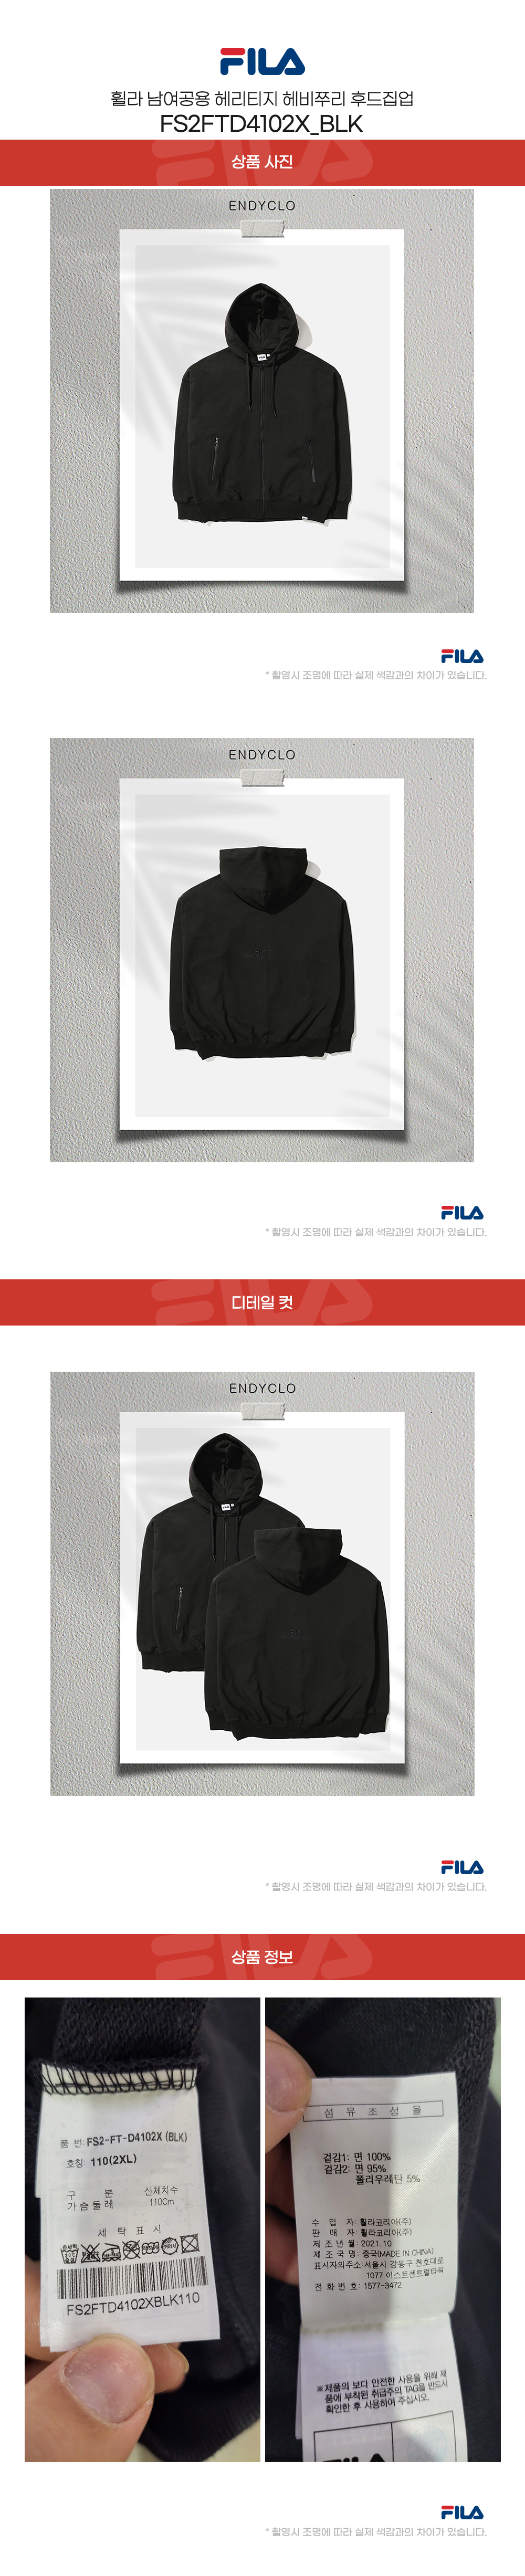 FILA
휠라 남여공용 헤리티지 헤비쭈리 후드집업
FS2FTD4102X_BLK
상품 사진
ENDYCLO
FILA
* 촬영시 조명에 따라 실제 색감과의 차이가 있습니다.
ENDYCLO
FILA
* 촬영시 조명에 따라 실제 색감과의 차이가 있습니다.
디테일 컷
ENDYCLO
FILA
* 촬영시 조명에 따라 실제 색감과의 차이가 있습니다.
상품 정보
품 번: FS2-FT-D4102X (BLK)
호칭: 110(2XL)
구 분 신체치수
가슴둘레 110Cm
세 탁 표 시
FS2FTD4102XBLK110
섬 유 조 성 율
겉감1: 면 100%
겉감2: 면 95%
폴리우레탄 5%
수 입 자: 휠라코리아(주)
판 매 자: 휠라코리아(주)
제 조 년 월: 2021.10
제 조 국 명: 중국(MADE IN CHINA)
표시자의주소: 서울시 강동구 천호대로
1077 이스트센트럴타워
전 화 번 호: 1577-3472
※제품의 보다 안전한 사용을 위해 제
품에 부착된 취급주의 TAG을 반드시
확인한 후 사용하여 주십시오.
FILA
* 촬영시 조명에 따라 실제 색감과의 차이가 있습니다.